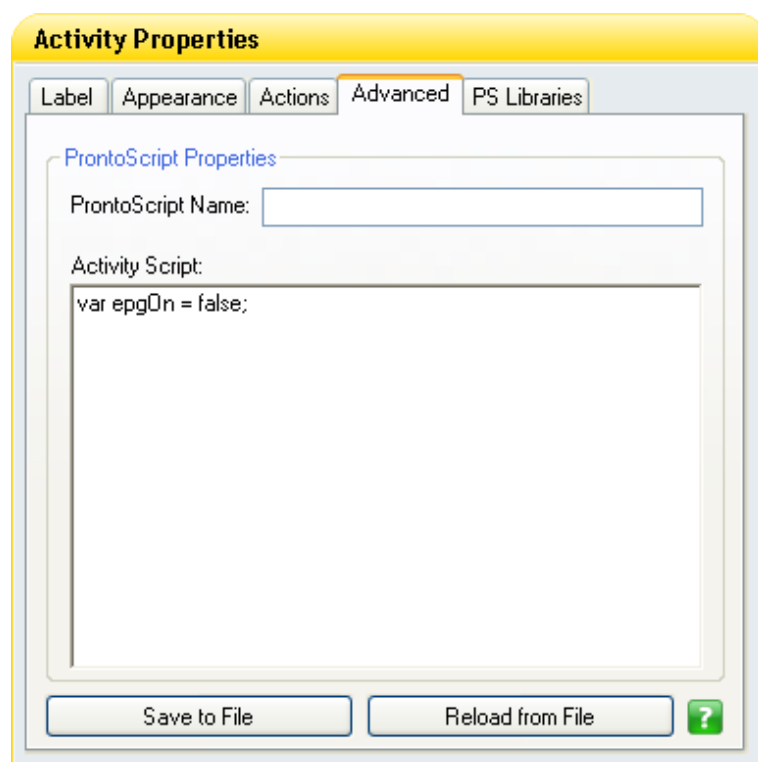 Activity Properties
Label Appearance Actions Advanced PS Libraries
ProntoScript Properties
ProntoScript Name:
Activity Script:
var epgOn = false;
Save to File Reload from File ?